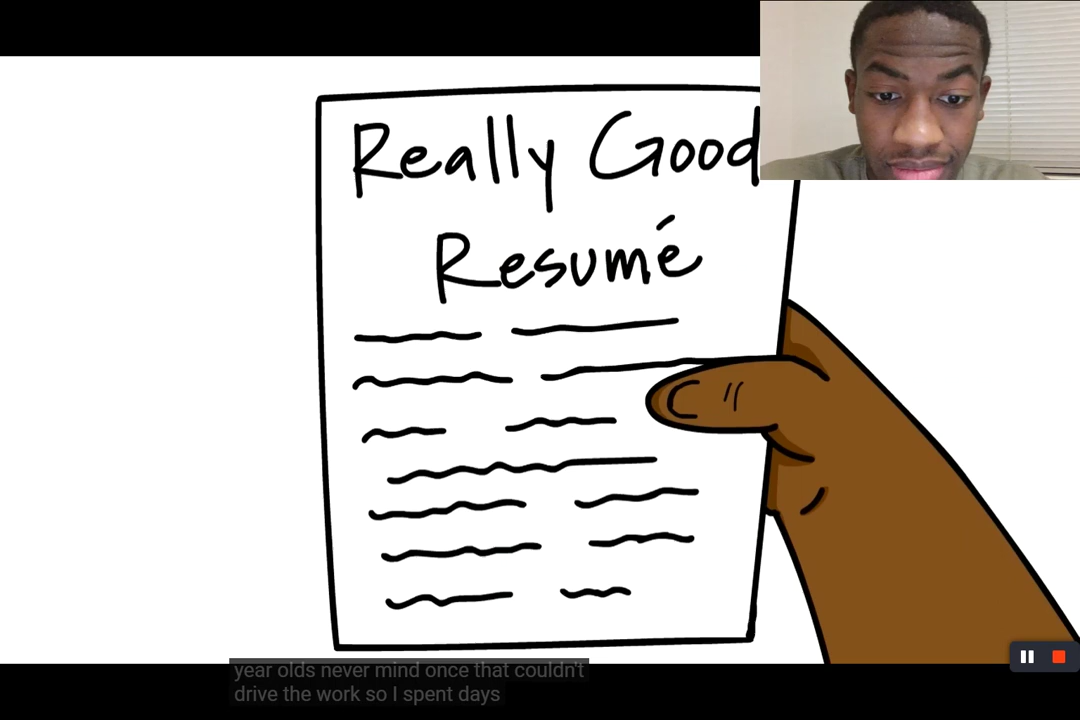 Really Good
Resumé
year olds never mind once that couldn't
drive the work so I spent days